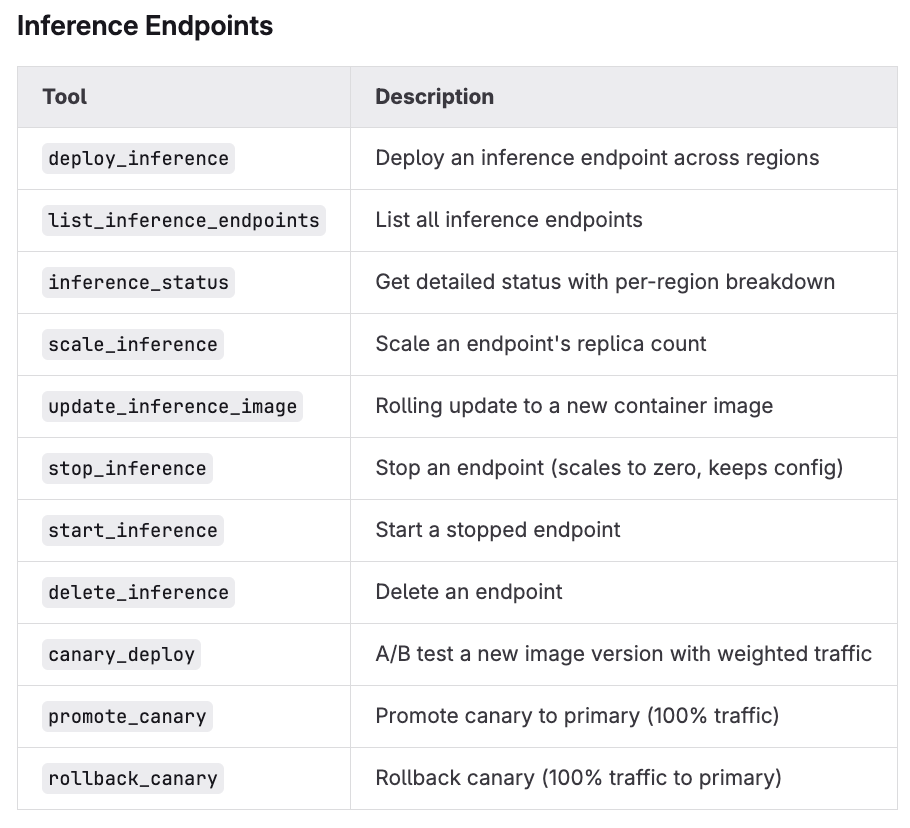 Inference Endpoints
Tool Description
deploy_inference Deploy an inference endpoint across regions
list_inference_endpoints List all inference endpoints
inference_status Get detailed status with per-region breakdown
scale_inference Scale an endpoint's replica count
update_inference_image Rolling update to a new container image
stop_inference Stop an endpoint (scales to zero, keeps config)
start_inference Start a stopped endpoint
delete_inference Delete an endpoint
canary_deploy A/B test a new image version with weighted traffic
promote_canary Promote canary to primary (100% traffic)
rollback_canary Rollback canary (100% traffic to primary)